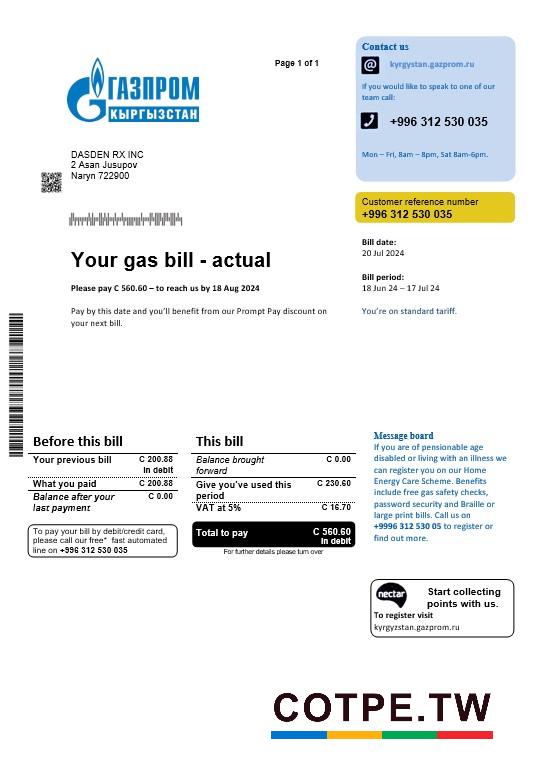 Page 1 of 1
ГАЗПРОМ
КЫРГЫЗСТАН
Contact us
@ kyrgystan.gazprom.ru
If you would like to speak to one of our
team call:
+996 312 530 035
Mon – Fri, 8am – 8pm, Sat 8am-6pm.
DASDEN RX INC
2 Asan Jusupov
Naryn 722900
Customer reference number
+996 312 530 035
Your gas bill - actual
Please pay C 560.60 – to reach us by 18 Aug 2024
Pay by this date and you'll benefit from our Prompt Pay discount on
your next bill.
Bill date:
20 Jul 2024
Bill period:
18 Jun 24 – 17 Jul 24
You're on standard tariff.
Before this bill
Your previous bill C 200.88
In debit
What you paid C 200.88
Balance after your C 0.00
last payment
To pay your bill by debit/credit card,
please call our free* fast automated
line on +996 312 530 035
This bill
Balance brought C 0.00
forward
Give you've used this C 230.60
period
VAT at 5% C 16.70
Total to pay C 560.60
In debit
For further details please turn over
Message board
If you are of pensionable age
disabled or living with an illness we
can register you on our Home
Energy Care Scheme. Benefits
include free gas safety checks,
password security and Braille or
large print bills. Call us on
+9996 312 530 05 to register or
find out more.
nectar
Start collecting
points with us.
To register visit
kyrgyzstan.gazprom.ru
COTPE.TW